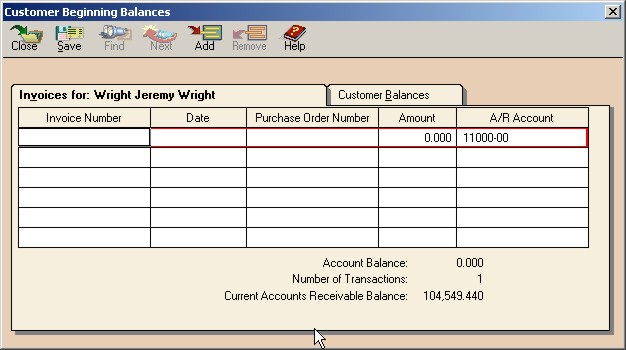 Customer Beginning Balances
Close Save Find Next Add Remove Help
Invoices for: Wright Jeremy Wright Customer Balances
Invoice Number Date Purchase Order Number Amount A/R Account
0.000 11000-00
Account Balance: 0.000
Number of Transactions: 1
Current Accounts Receivable Balance: 104,549.440